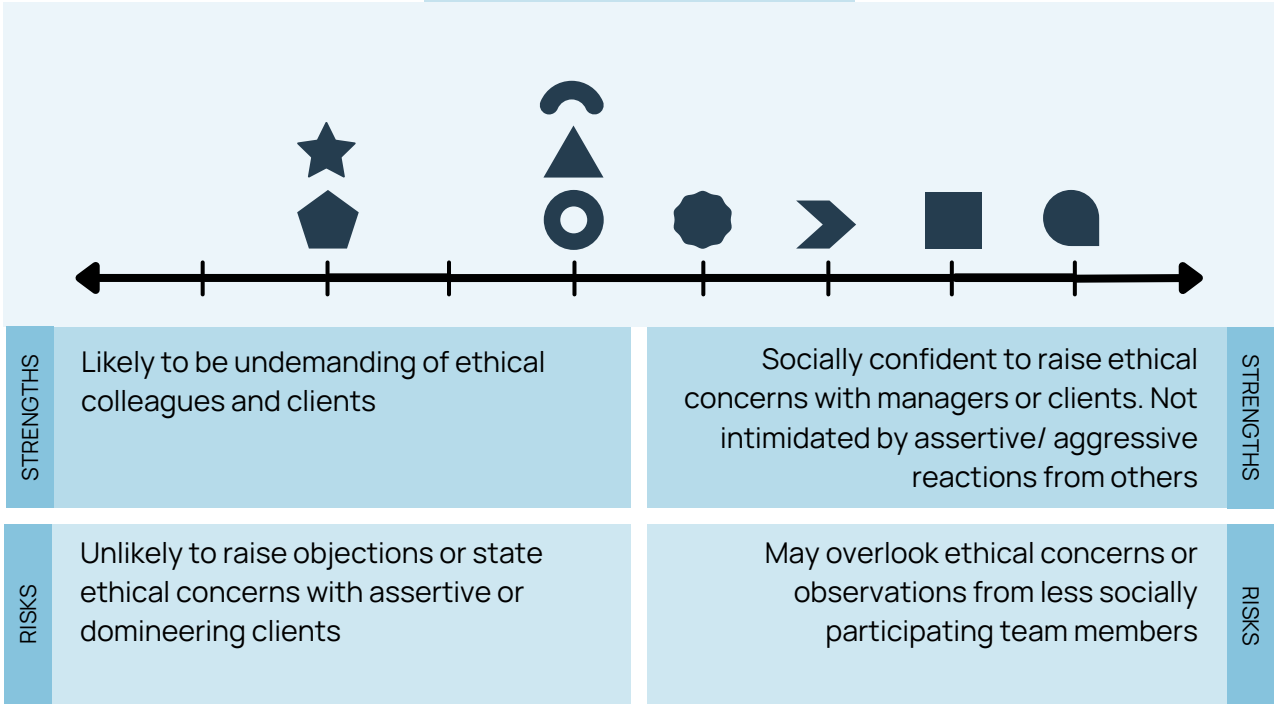 STRENGTHS
Likely to be undemanding of ethical
colleagues and clients
Socially confident to raise ethical
concerns with managers or clients. Not
intimidated by assertive/ aggressive
reactions from others
STRENGTHS
RISKS
Unlikely to raise objections or state
ethical concerns with assertive or
domineering clients
May overlook ethical concerns or
observations from less socially
participating team members
RISKS